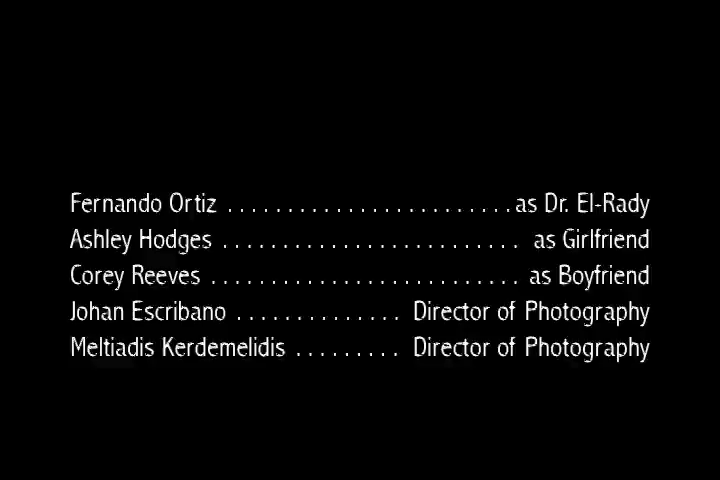 Fernando Ortiz . . . . . . . . . . . . . . . . . . . . . . . . as Dr. El-Rady
Ashley Hodges . . . . . . . . . . . . . . . . . . . . . . . . . as Girlfriend
Corey Reeves . . . . . . . . . . . . . . . . . . . . . . . . . . as Boyfriend
Johan Escribano . . . . . . . . . . . . . . Director of Photography
Meltiadis Kerdemelidis . . . . . . . . . Director of Photography